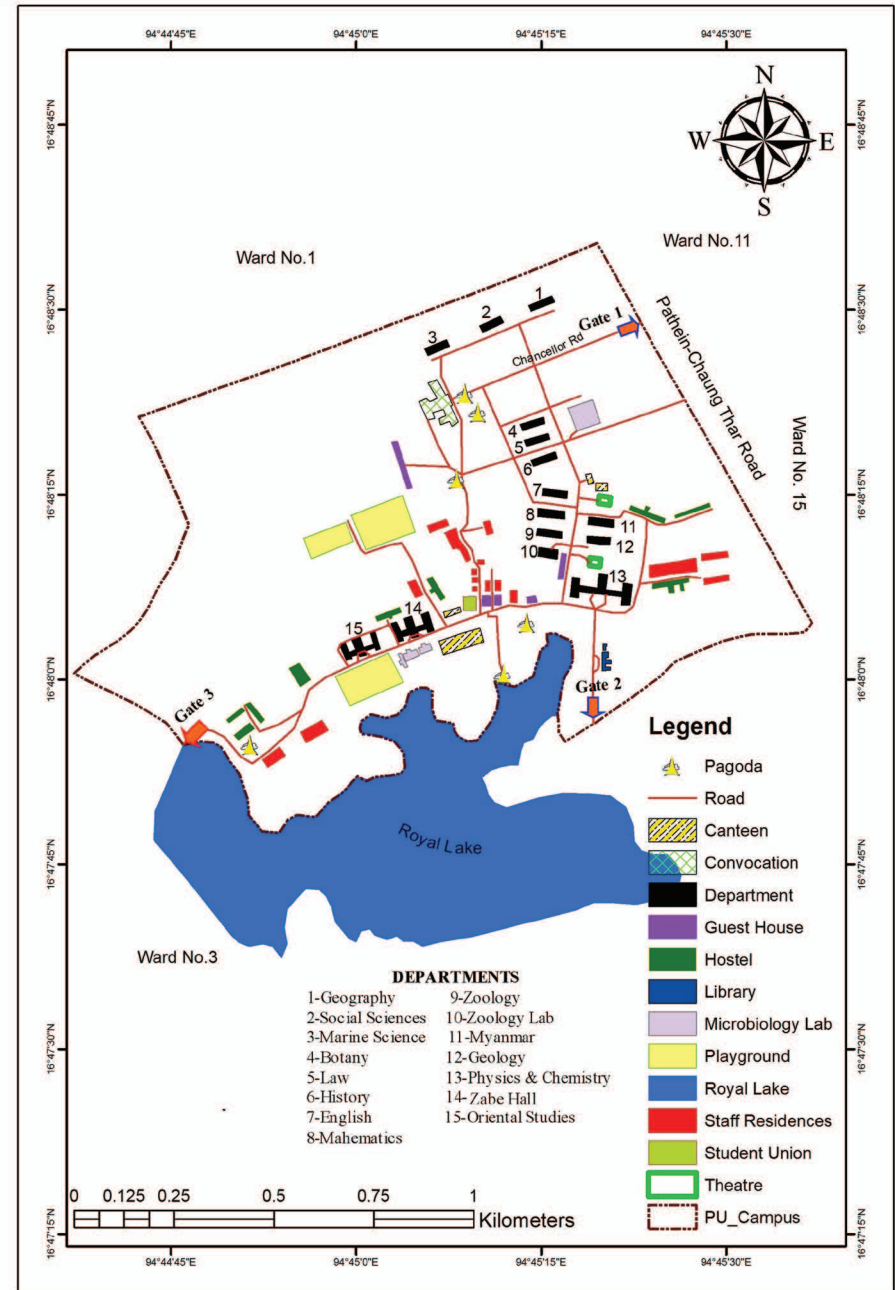 94°44'45"E 94°45'0"E 94°45'15"E 94°45'30"E
N
W E
S
16°48'45"N 16°48'45"N
Ward No.1
Ward No.11
16°48'30"N 16°48'30"N
1
2
3
Gate 1
Chancellor Rd
Pathein-Chaung Thar Road
Ward No. 15
4
5
6
16°48'15"N 16°48'15"N
7
8
9
10
11
12
13
14
15
16°48'0"N 16°48'0"N
Gate 3
Gate 2
Royal Lake
16°47'45"N 16°47'45"N
Ward No.3
Legend
Pagoda
Road
Canteen
Convocation
Department
Guest House
Hostel
Library
Microbiology Lab
Playground
Royal Lake
Staff Residences
Student Union
Theatre
PU_Campus
DEPARTMENTS
1-Geography
2-Social Sciences
3-Marine Science
4-Botany
5-Law
6-History
7-English
8-Mahematics
9-Zoology
10-Zoology Lab
11-Myanmar
12-Geology
13-Physics & Chemistry
14- Zabe Hall
15-Oriental Studies
16°47'30"N 16°47'30"N
0 0.125 0.25 0.5 0.75 1
Kilometers
16°47'15"N 16°47'15"N
94°44'45"E 94°45'0"E 94°45'15"E 94°45'30"E